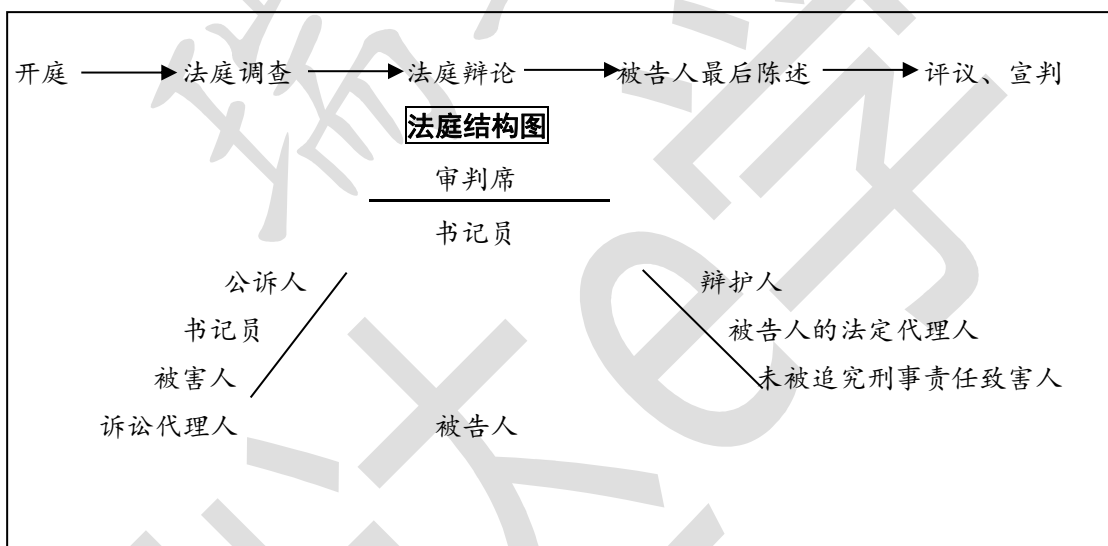 开庭 法庭调查 法庭辩论 被告人最后陈述 评议、宣判
法庭结构图
审判席
书记员
公诉人 辩护人
书记员 被告人的法定代理人
被害人 未被追究刑事责任致害人
诉讼代理人 被告人